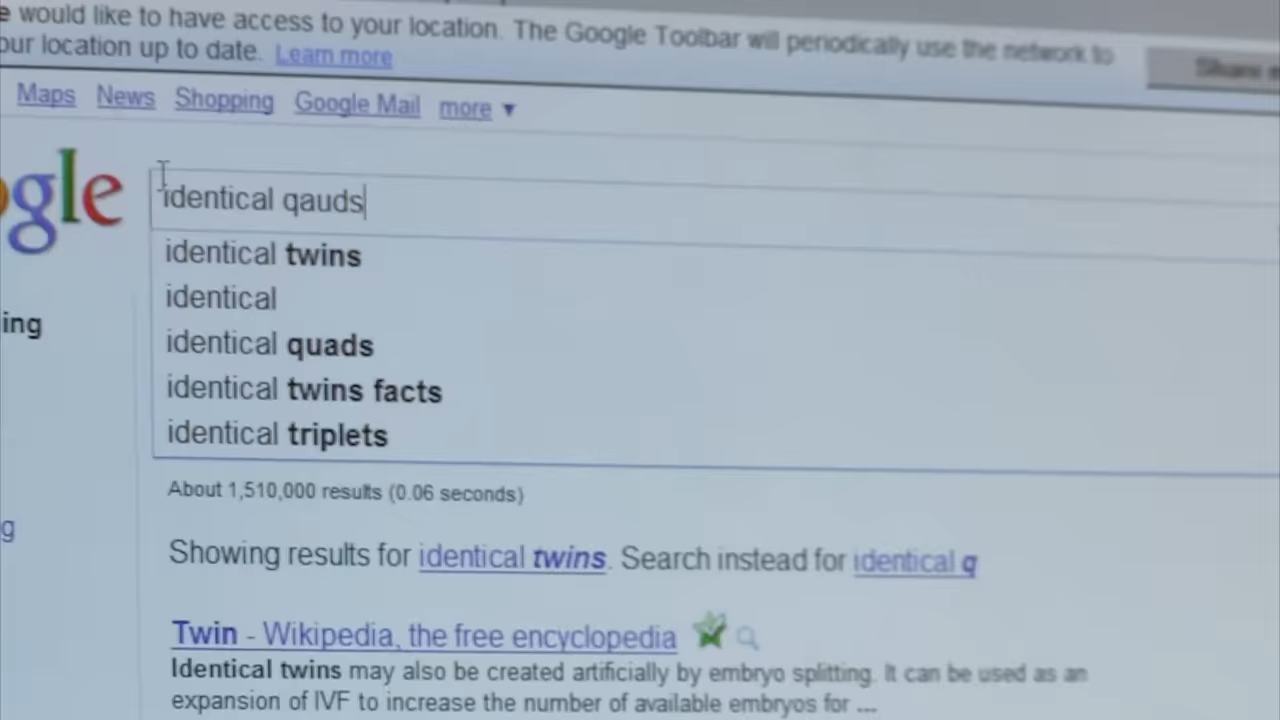 e would like to have access to your location. The Google Toolbar will periodically use the network to
our location up to date. Learn more
Share
Maps News Shopping Google Mail more ▼
ogle
identical qauds
identical twins
identical
identical quads
identical twins facts
identical triplets
ing
About 1,510,000 results (0.06 seconds)
g
Showing results for identical twins. Search instead for identical q
Twin - Wikipedia, the free encyclopedia
Identical twins may also be created artificially by embryo splitting. It can be used as an
expansion of IVF to increase the number of available embryos for ...